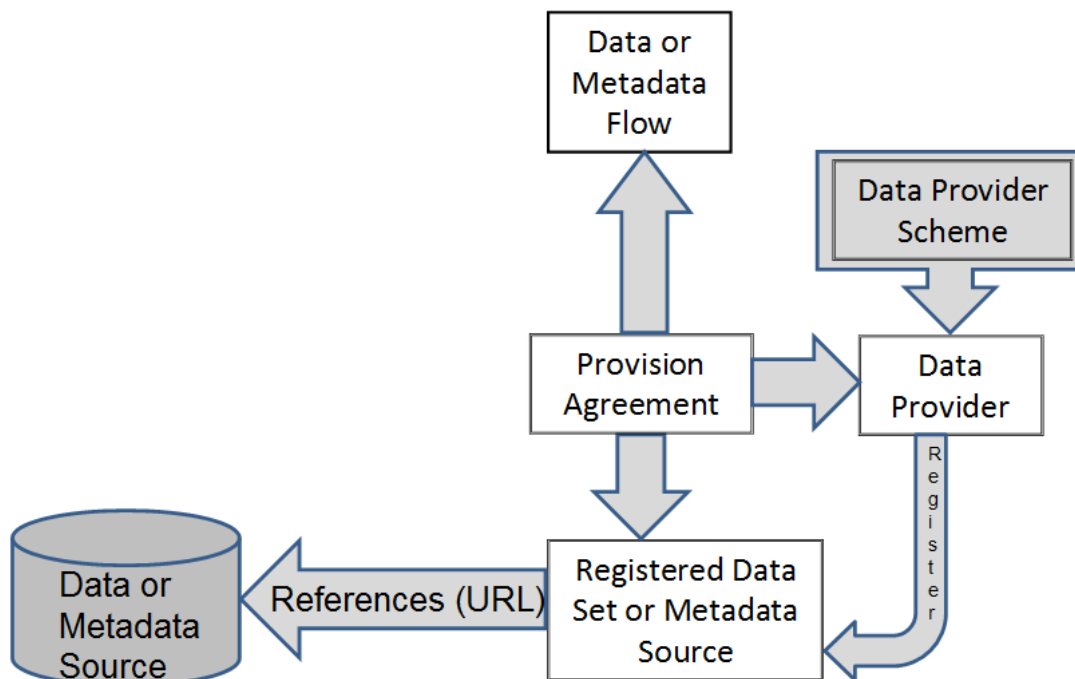 Data or
Metadata
Flow
Data Provider
Scheme
Provision
Agreement
Data
Provider
Register
Registered Data
Set or Metadata
Source
References (URL)
Data or
Metadata
Source